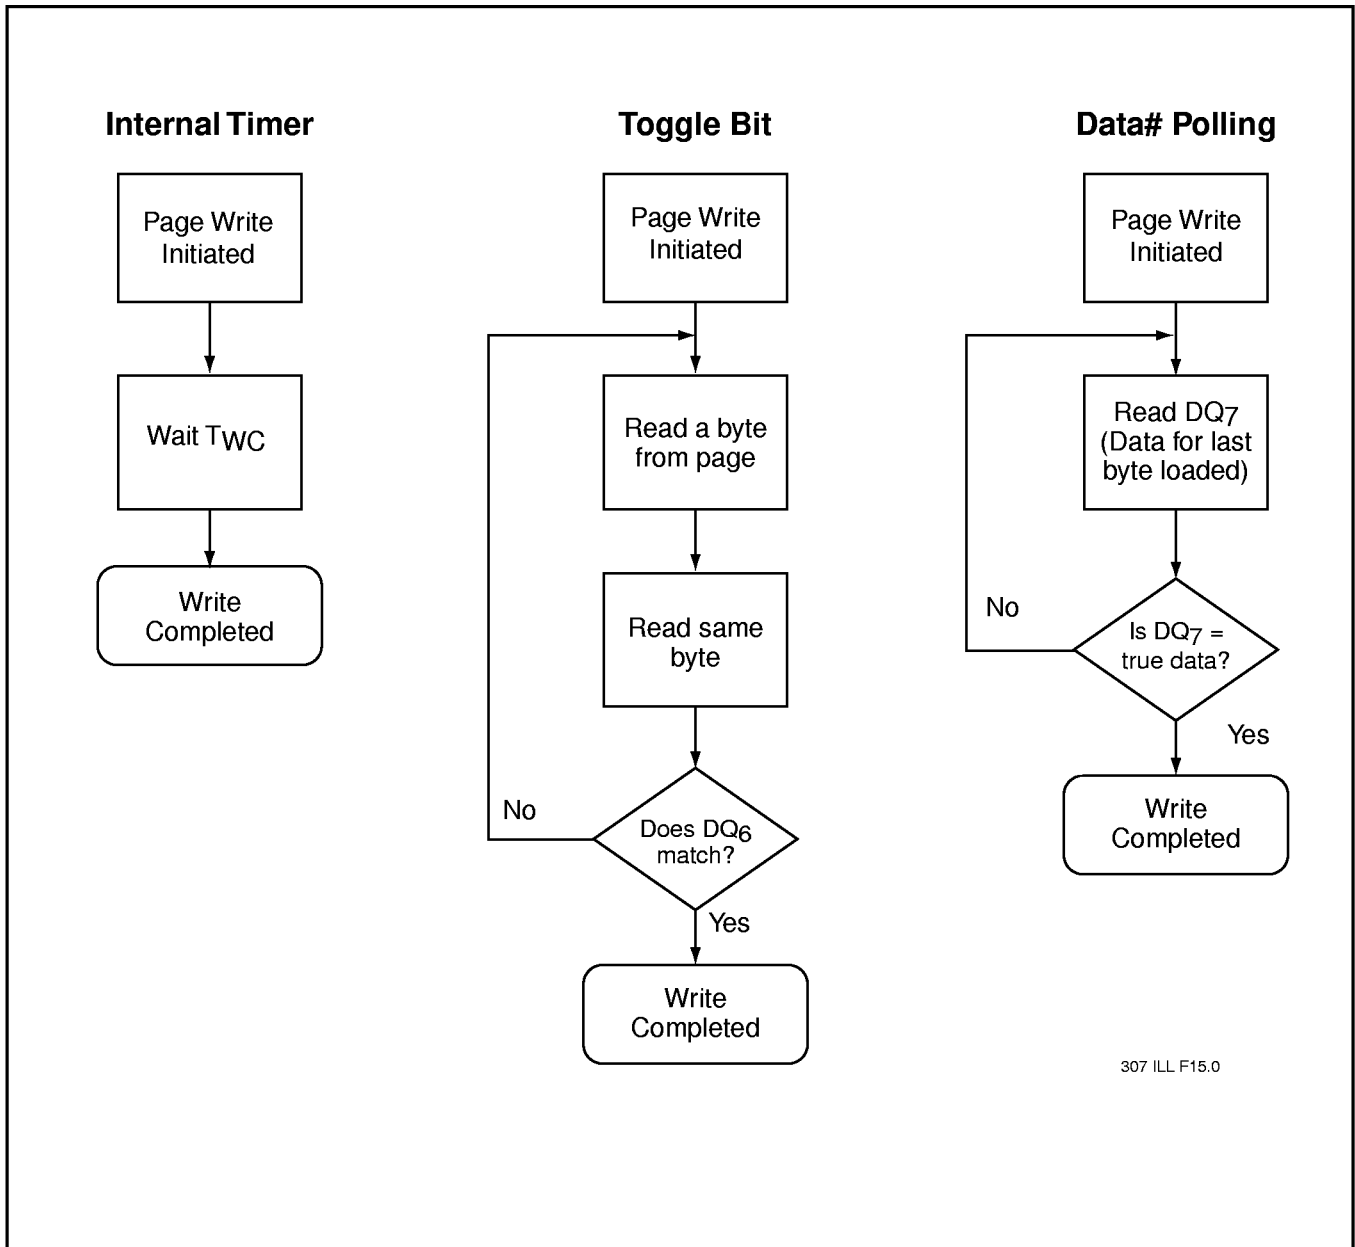 Internal Timer
Page Write
Initiated
Wait TWC
Write
Completed
Toggle Bit
Page Write
Initiated
Read a byte
from page
Read same
byte
No
Does DQ6
match?
Yes
Write
Completed
Data# Polling
Page Write
Initiated
Read DQ7
(Data for last
byte loaded)
No
Is DQ7 =
true data?
Yes
Write
Completed
307 ILL F15.0